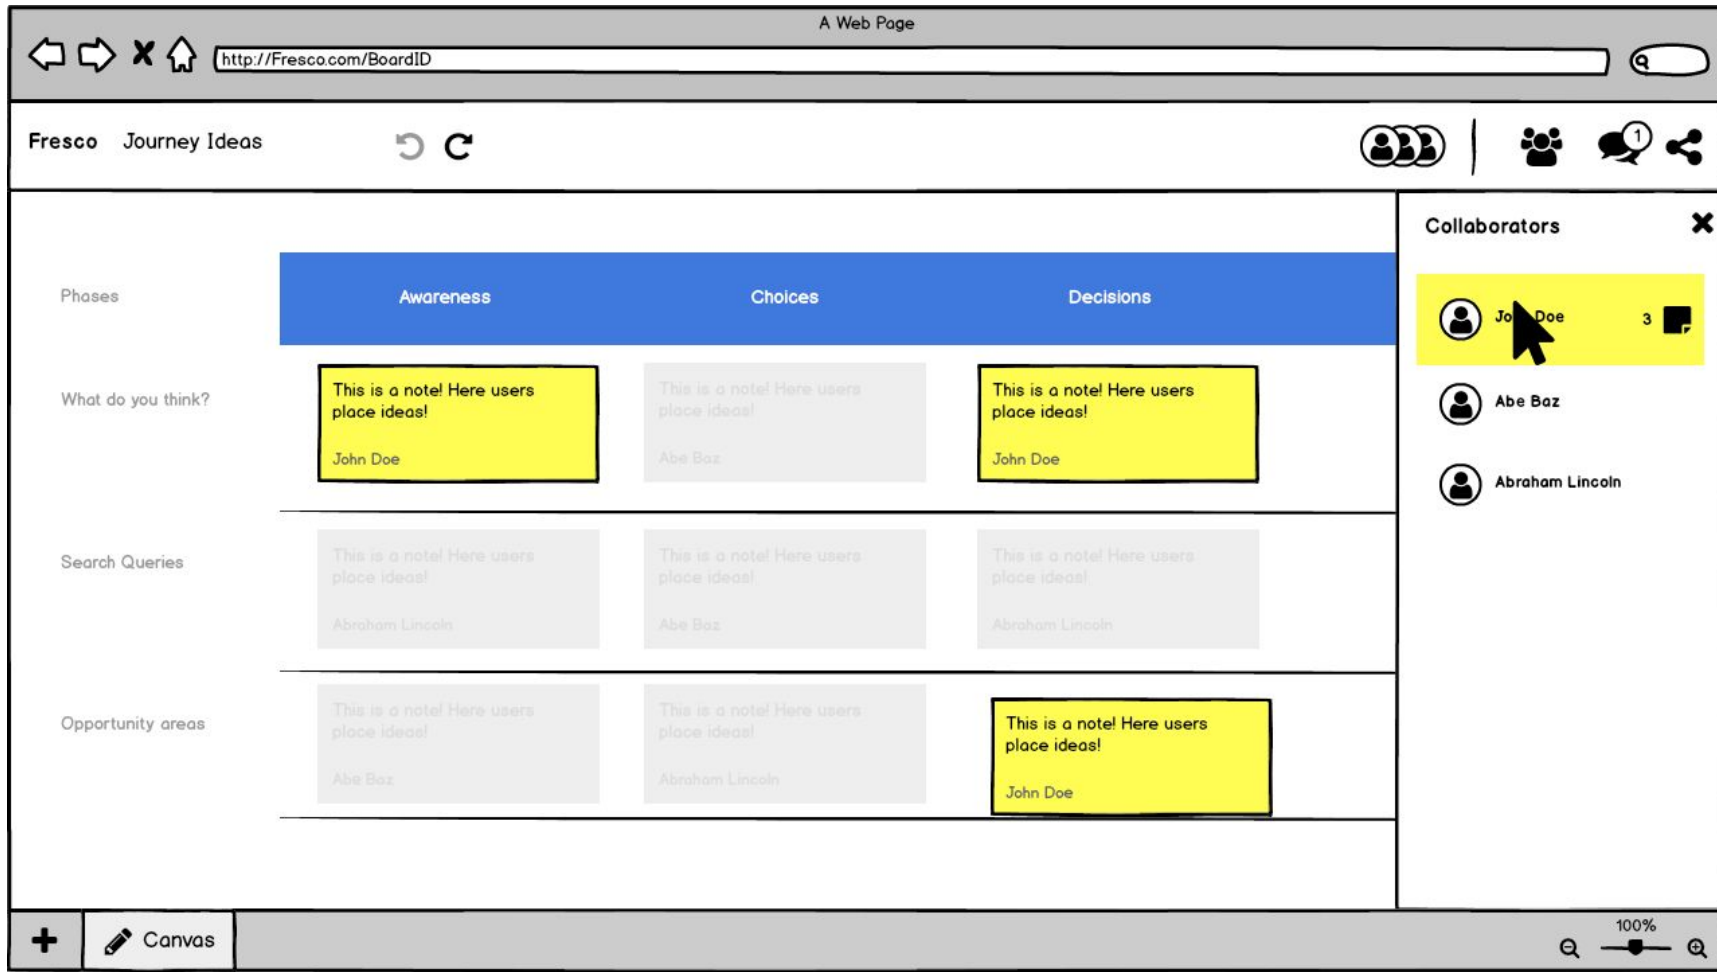 A Web Page
http://Fresco.com/BoardID
Fresco Journey Ideas
1
Collaborators
Phases
Awareness
Choices
Decisions
John Doe
3
What do you think?
This is a note! Here users
place ideas!
John Doe
This is a note! Here users
place ideas!
Abe Baz
This is a note! Here users
place ideas!
John Doe
Abe Baz
Abraham Lincoln
Search Queries
This is a note! Here users
place ideas!
Abraham Lincoln
This is a note! Here users
place ideas!
Abe Baz
This is a note! Here users
place ideas!
Abraham Lincoln
Opportunity areas
This is a note! Here users
place ideas!
Abe Baz
This is a note! Here users
place ideas!
Abraham Lincoln
This is a note! Here users
place ideas!
John Doe
Canvas
100%